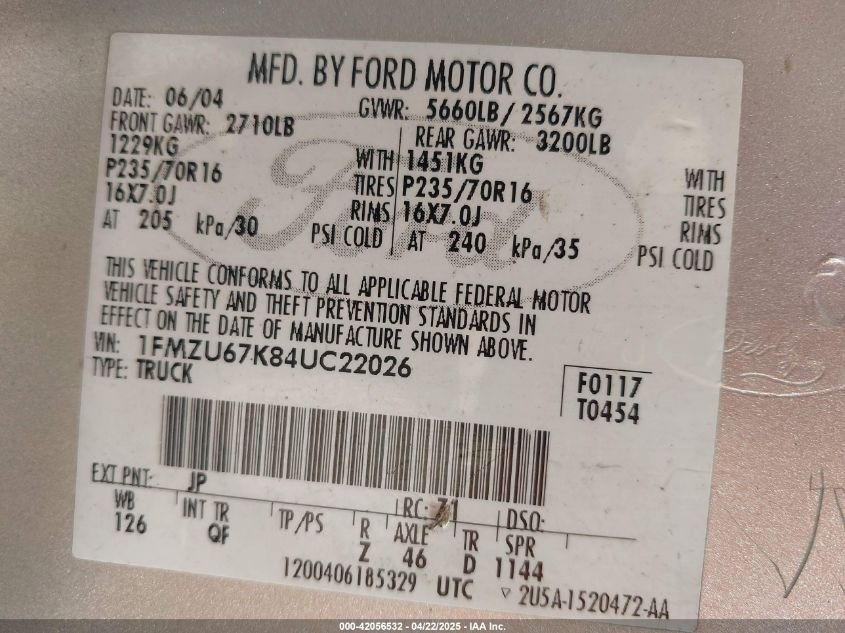 MFD. BY FORD MOTOR CO.
DATE: 06/04 GVWR: 5660LB/ 2567KG
FRONT GAWR: 2710LB REAR GAWR: 3200LB
1229KG WITH 1451KG WITH
P235/70R16 TIRES P235/70R16 TIRES
16X7.0J RIMS 16X7.0J RIMS
AT 205 kPa/30 PSI COLD AT 240 kPa/35 PSI COLD
Ford
THIS VEHICLE CONFORMS TO ALL APPLICABLE FEDERAL MOTOR
VEHICLE SAFETY AND THEFT PREVENTION STANDARDS IN
EFFECT ON THE DATE OF MANUFACTURE SHOWN ABOVE.
VIN: 1FMZU67K84UC22026
TYPE: TRUCK
F0117
T0454
EXT PNT: JP RC: 71 DSO:
WB INT TR TP/PS R AXLE TR SPR
126 QF Z 46 D 1144
1200406185329 UTC ▽ 2U5A-1520472-AA
000-42056532 - 04/22/2025 - IAA Inc.